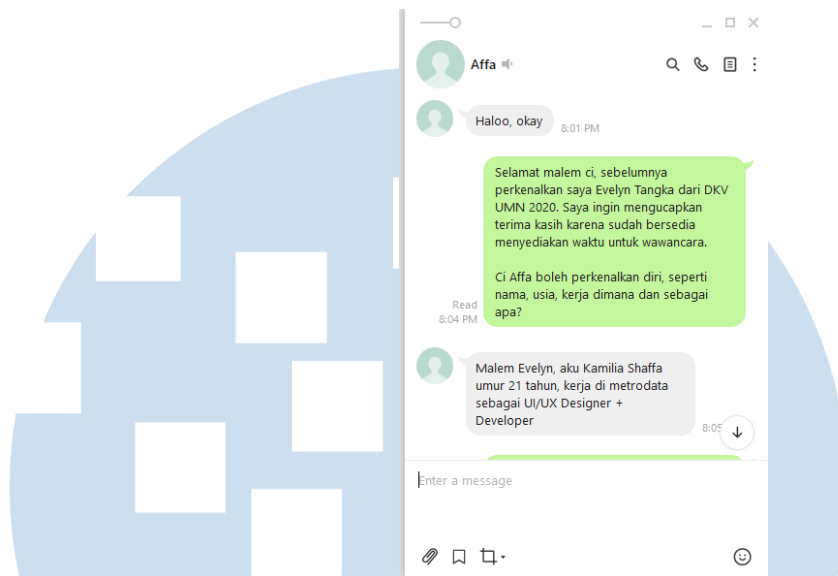 Affa
Haloo, okay
8:01 PM
Selamat malem ci, sebelumnya
perkenalkan saya Evelyn Tangka dari DKV
UMN 2020. Saya ingin mengucapkan
terima kasih karena sudah bersedia
menyediakan waktu untuk wawancara.
Ci Affa boleh perkenalkan diri, seperti
nama, usia, kerja dimana dan sebagai
apa?
Read
8:04 PM
Malem Evelyn, aku Kamilia Shaffa
umur 21 tahun, kerja di metrodata
sebagai UI/UX Designer +
Developer
8:05
Enter a message